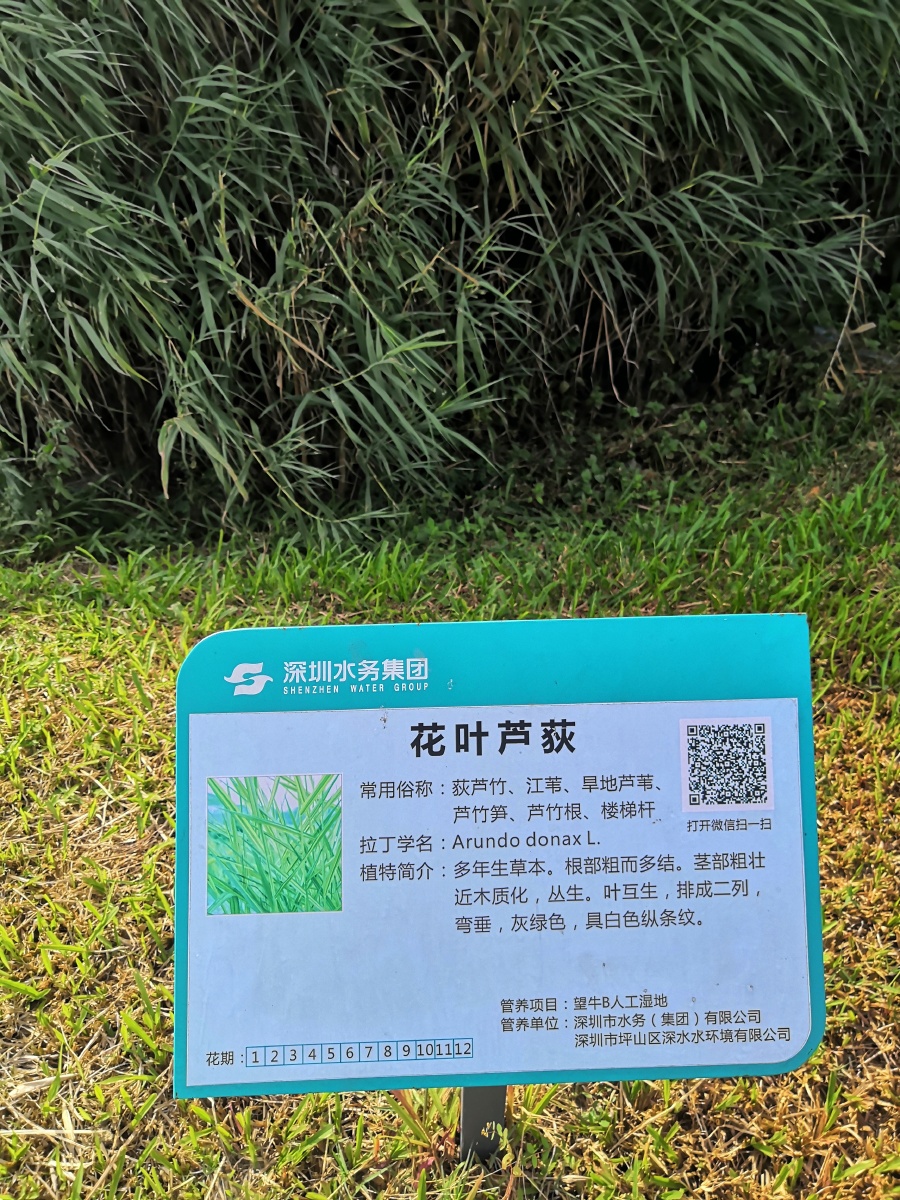 深圳水务集团
SHENZHEN WATER GROUP
花叶芦荻
常用俗称：荻芦竹、江苇、旱地芦苇、
芦竹笋、芦竹根、楼梯杆
拉丁学名：Arundo donax L.
植特简介：多年生草本。根部粗而多结。茎部粗壮
近木质化，丛生。叶互生，排成二列，
弯垂，灰绿色，具白色纵条纹。
打开微信扫一扫
管养项目：望牛B人工湿地
管养单位：深圳市水务（集团）有限公司
深圳市坪山区深水水环境有限公司
花期：1 2 3 4 5 6 7 8 9 10 11 12